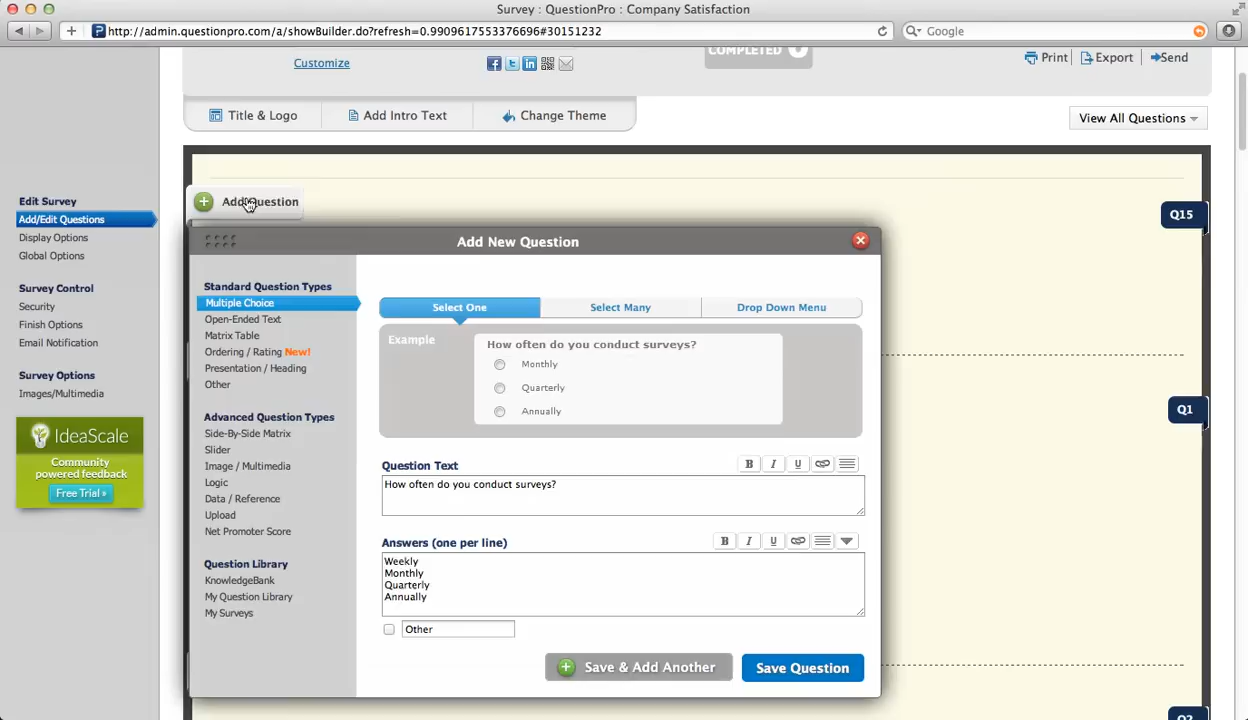 Survey : QuestionPro : Company Satisfaction
http://admin.questionpro.com/a/showBuilder.do?refresh=0.9909617553376696#30151232
Google
COMPLETED
Customize
Print
Export
Send
Title & Logo
Add Intro Text
Change Theme
View All Questions
Edit Survey
Add/Edit Questions
Display Options
Global Options
Survey Control
Security
Finish Options
Email Notification
Survey Options
Images/Multimedia
IdeaScale
Community
powered feedback
Free Trial »
Add Question
Q15
Q1
Add New Question
Standard Question Types
Multiple Choice
Open-Ended Text
Matrix Table
Ordering / Rating New!
Presentation / Heading
Other
Advanced Question Types
Side-By-Side Matrix
Slider
Image / Multimedia
Logic
Data / Reference
Upload
Net Promoter Score
Question Library
KnowledgeBank
My Question Library
My Surveys
Select One
Select Many
Drop Down Menu
Example
How often do you conduct surveys?
Monthly
Quarterly
Annually
Question Text
B I U
How often do you conduct surveys?
Answers (one per line)
B I U
Weekly
Monthly
Quarterly
Annually
Other
Save & Add Another
Save Question